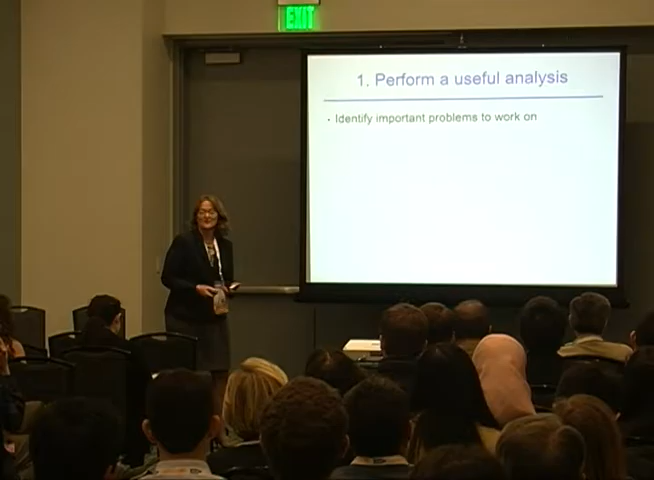 EXIT
1. Perform a useful analysis
· Identify important problems to work on